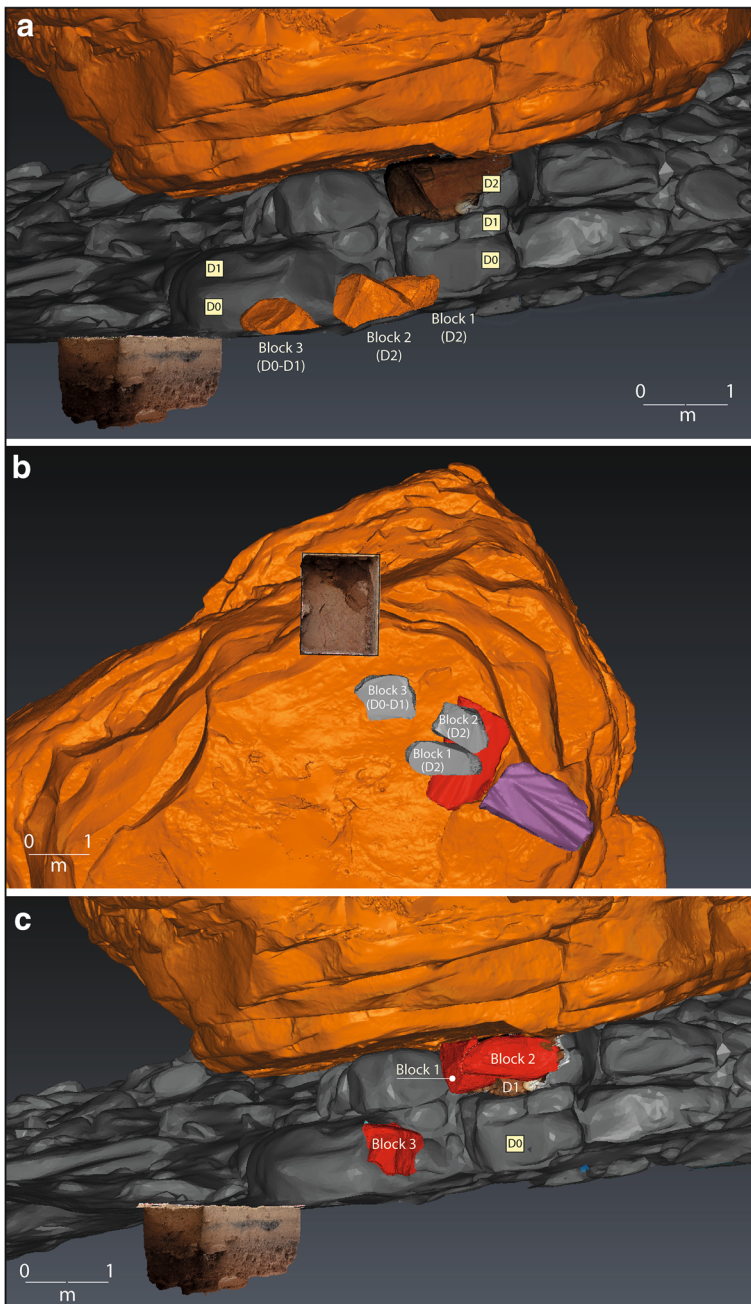 a
D2
D1
D0
D1
D0
Block 1
(D2)
Block 2
(D2)
Block 3
(D0-D1)
0 1
m
b
Block 3
(D0-D1)
Block 2
(D2)
Block 1
(D2)
0 1
m
c
Block 2
Block 1
D1
Block 3
D0
0 1
m